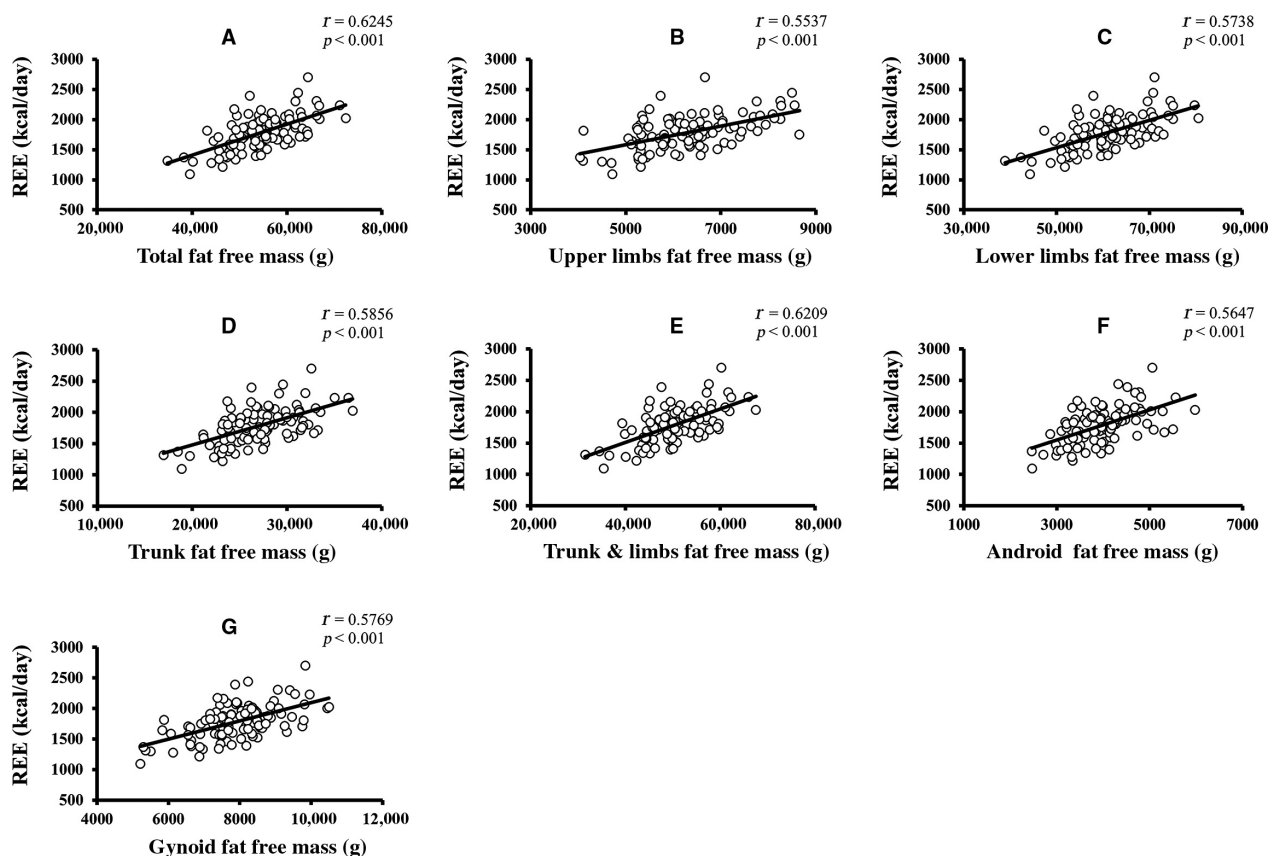 A
r = 0.6245
p < 0.001
REE (kcal/day)
3000
2500
2000
1500
1000
500
20,000 40,000 60,000 80,000
Total fat free mass (g)
B
r = 0.5537
p < 0.001
REE (kcal/day)
3000
2500
2000
1500
1000
500
3000 5000 7000 9000
Upper limbs fat free mass (g)
C
r = 0.5738
p < 0.001
REE (kcal/day)
3000
2500
2000
1500
1000
500
30,000 50,000 70,000 90,000
Lower limbs fat free mass (g)
D
r = 0.5856
p < 0.001
REE (kcal/day)
3000
2500
2000
1500
1000
500
10,000 20,000 30,000 40,000
Trunk fat free mass (g)
E
r = 0.6209
p < 0.001
REE (kcal/day)
3000
2500
2000
1500
1000
500
20,000 40,000 60,000 80,000
Trunk & limbs fat free mass (g)
F
r = 0.5647
p < 0.001
REE (kcal/day)
3000
2500
2000
1500
1000
500
1000 3000 5000 7000
Android fat free mass (g)
G
r = 0.5769
p < 0.001
REE (kcal/day)
3000
2500
2000
1500
1000
500
4000 6000 8000 10,000 12,000
Gynoid fat free mass (g)